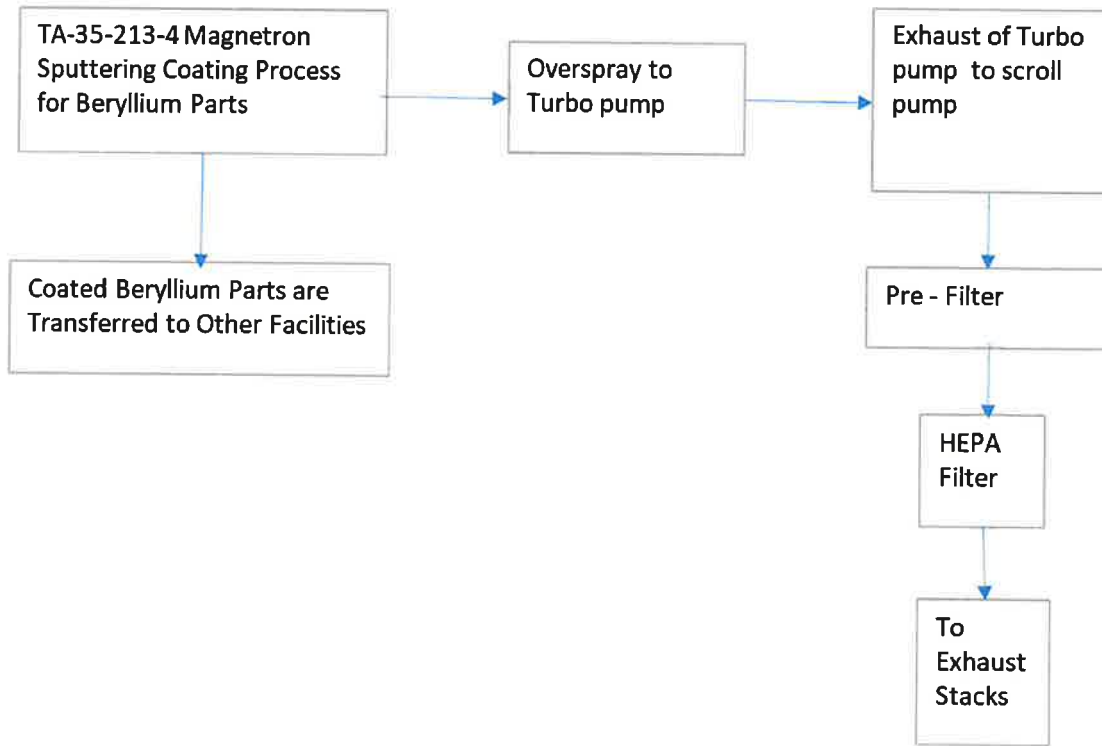 TA-35-213-4 Magnetron
Sputtering Coating Process
for Beryllium Parts
Overspray to
Turbo pump
Exhaust of Turbo
pump to scroll
pump
Coated Beryllium Parts are
Transferred to Other Facilities
Pre - Filter
HEPA
Filter
To
Exhaust
Stacks